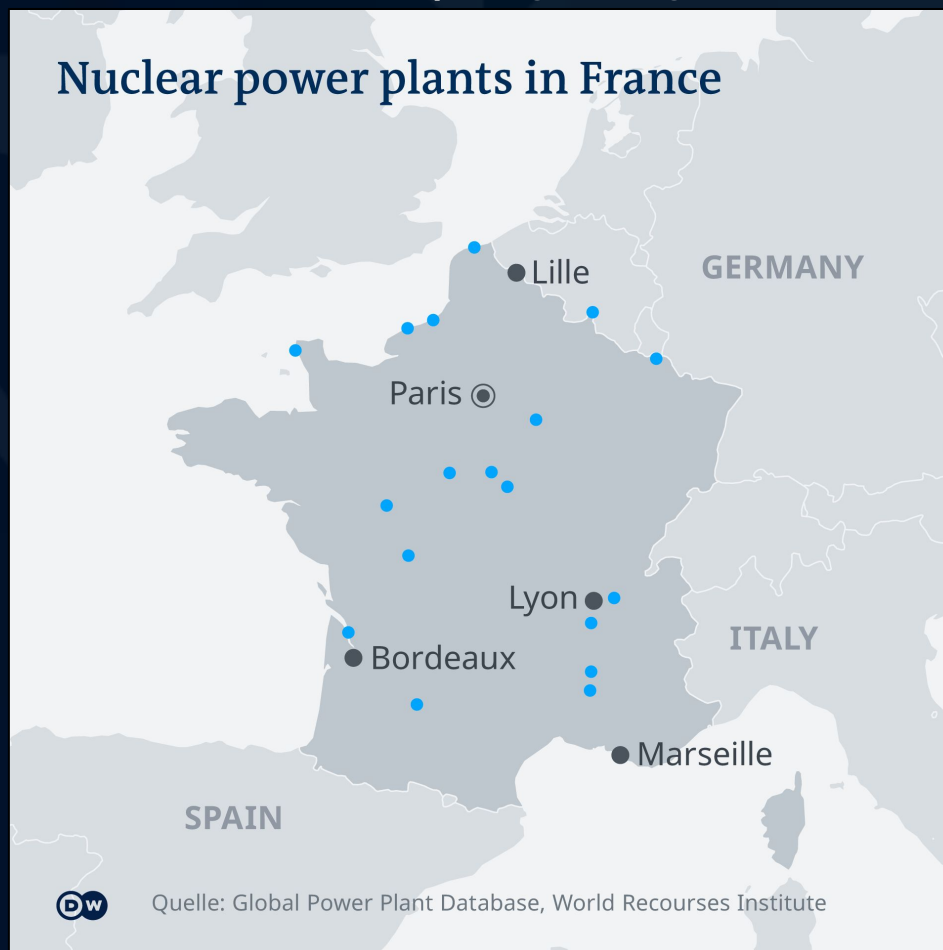 Nuclear power plants in France
Lille
GERMANY
Paris
Lyon
ITALY
Bordeaux
Marseille
SPAIN
DW
Quelle: Global Power Plant Database, World Recourses Institute